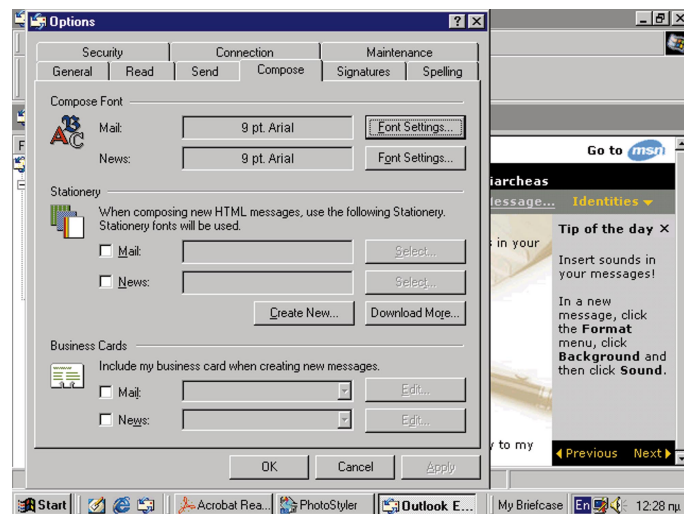 Options
Security Connection Maintenance
General Read Send Compose Signatures Spelling
Compose Font
Mail: 9 pt. Arial Font Settings...
News: 9 pt. Arial Font Settings...
Stationery
When composing new HTML messages, use the following Stationery.
Stationery fonts will be used.
Mail: Select...
News: Select...
Create New... Download More...
Business Cards
Include my business card when creating new messages.
Mail: Edit...
News: Edit...
OK Cancel Apply
F
Go to msn
iarcheas
lessage... Identities
in your
y to my
Tip of the day X
Insert sounds in
your messages!
In a new
message, click
the Format
menu, click
Background and
then click Sound.
Previous Next
Start Acrobat Rea... PhotoStyler Outlook E... My Briefcase En 12:28 πμ